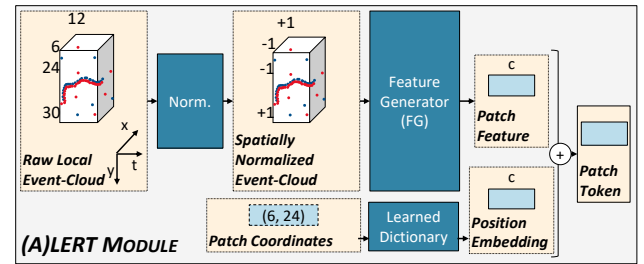 12
6
24
30
x
t
y
Raw Local
Event-Cloud
Norm.
+1
-1
-1
+1
Spatially
Normalized
Event-Cloud
Feature
Generator
(FG)
c
Patch
Feature
+
Patch
Token
(6, 24)
Patch Coordinates
Learned
Dictionary
c
Position
Embedding
(A)LERT MODULE